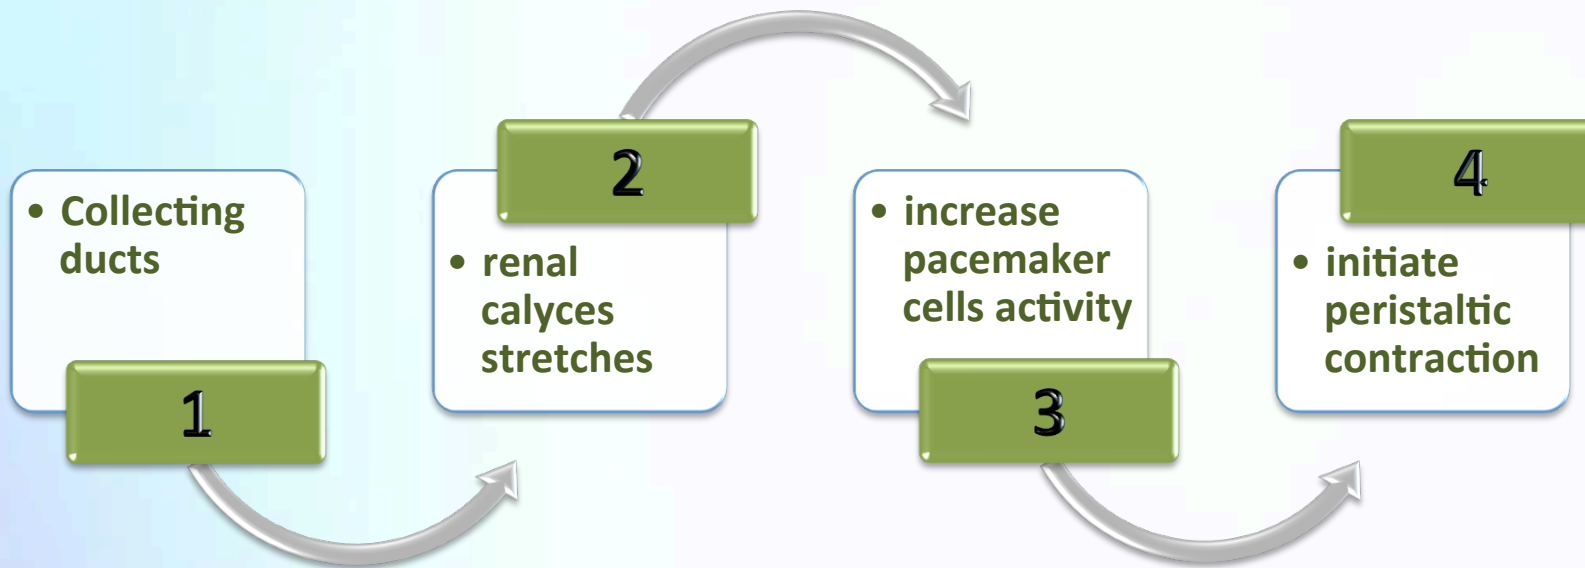 • Collecting
ducts
1
2
• renal
calyces
stretches
• increase
pacemaker
cells activity
3
4
• initiate
peristaltic
contraction